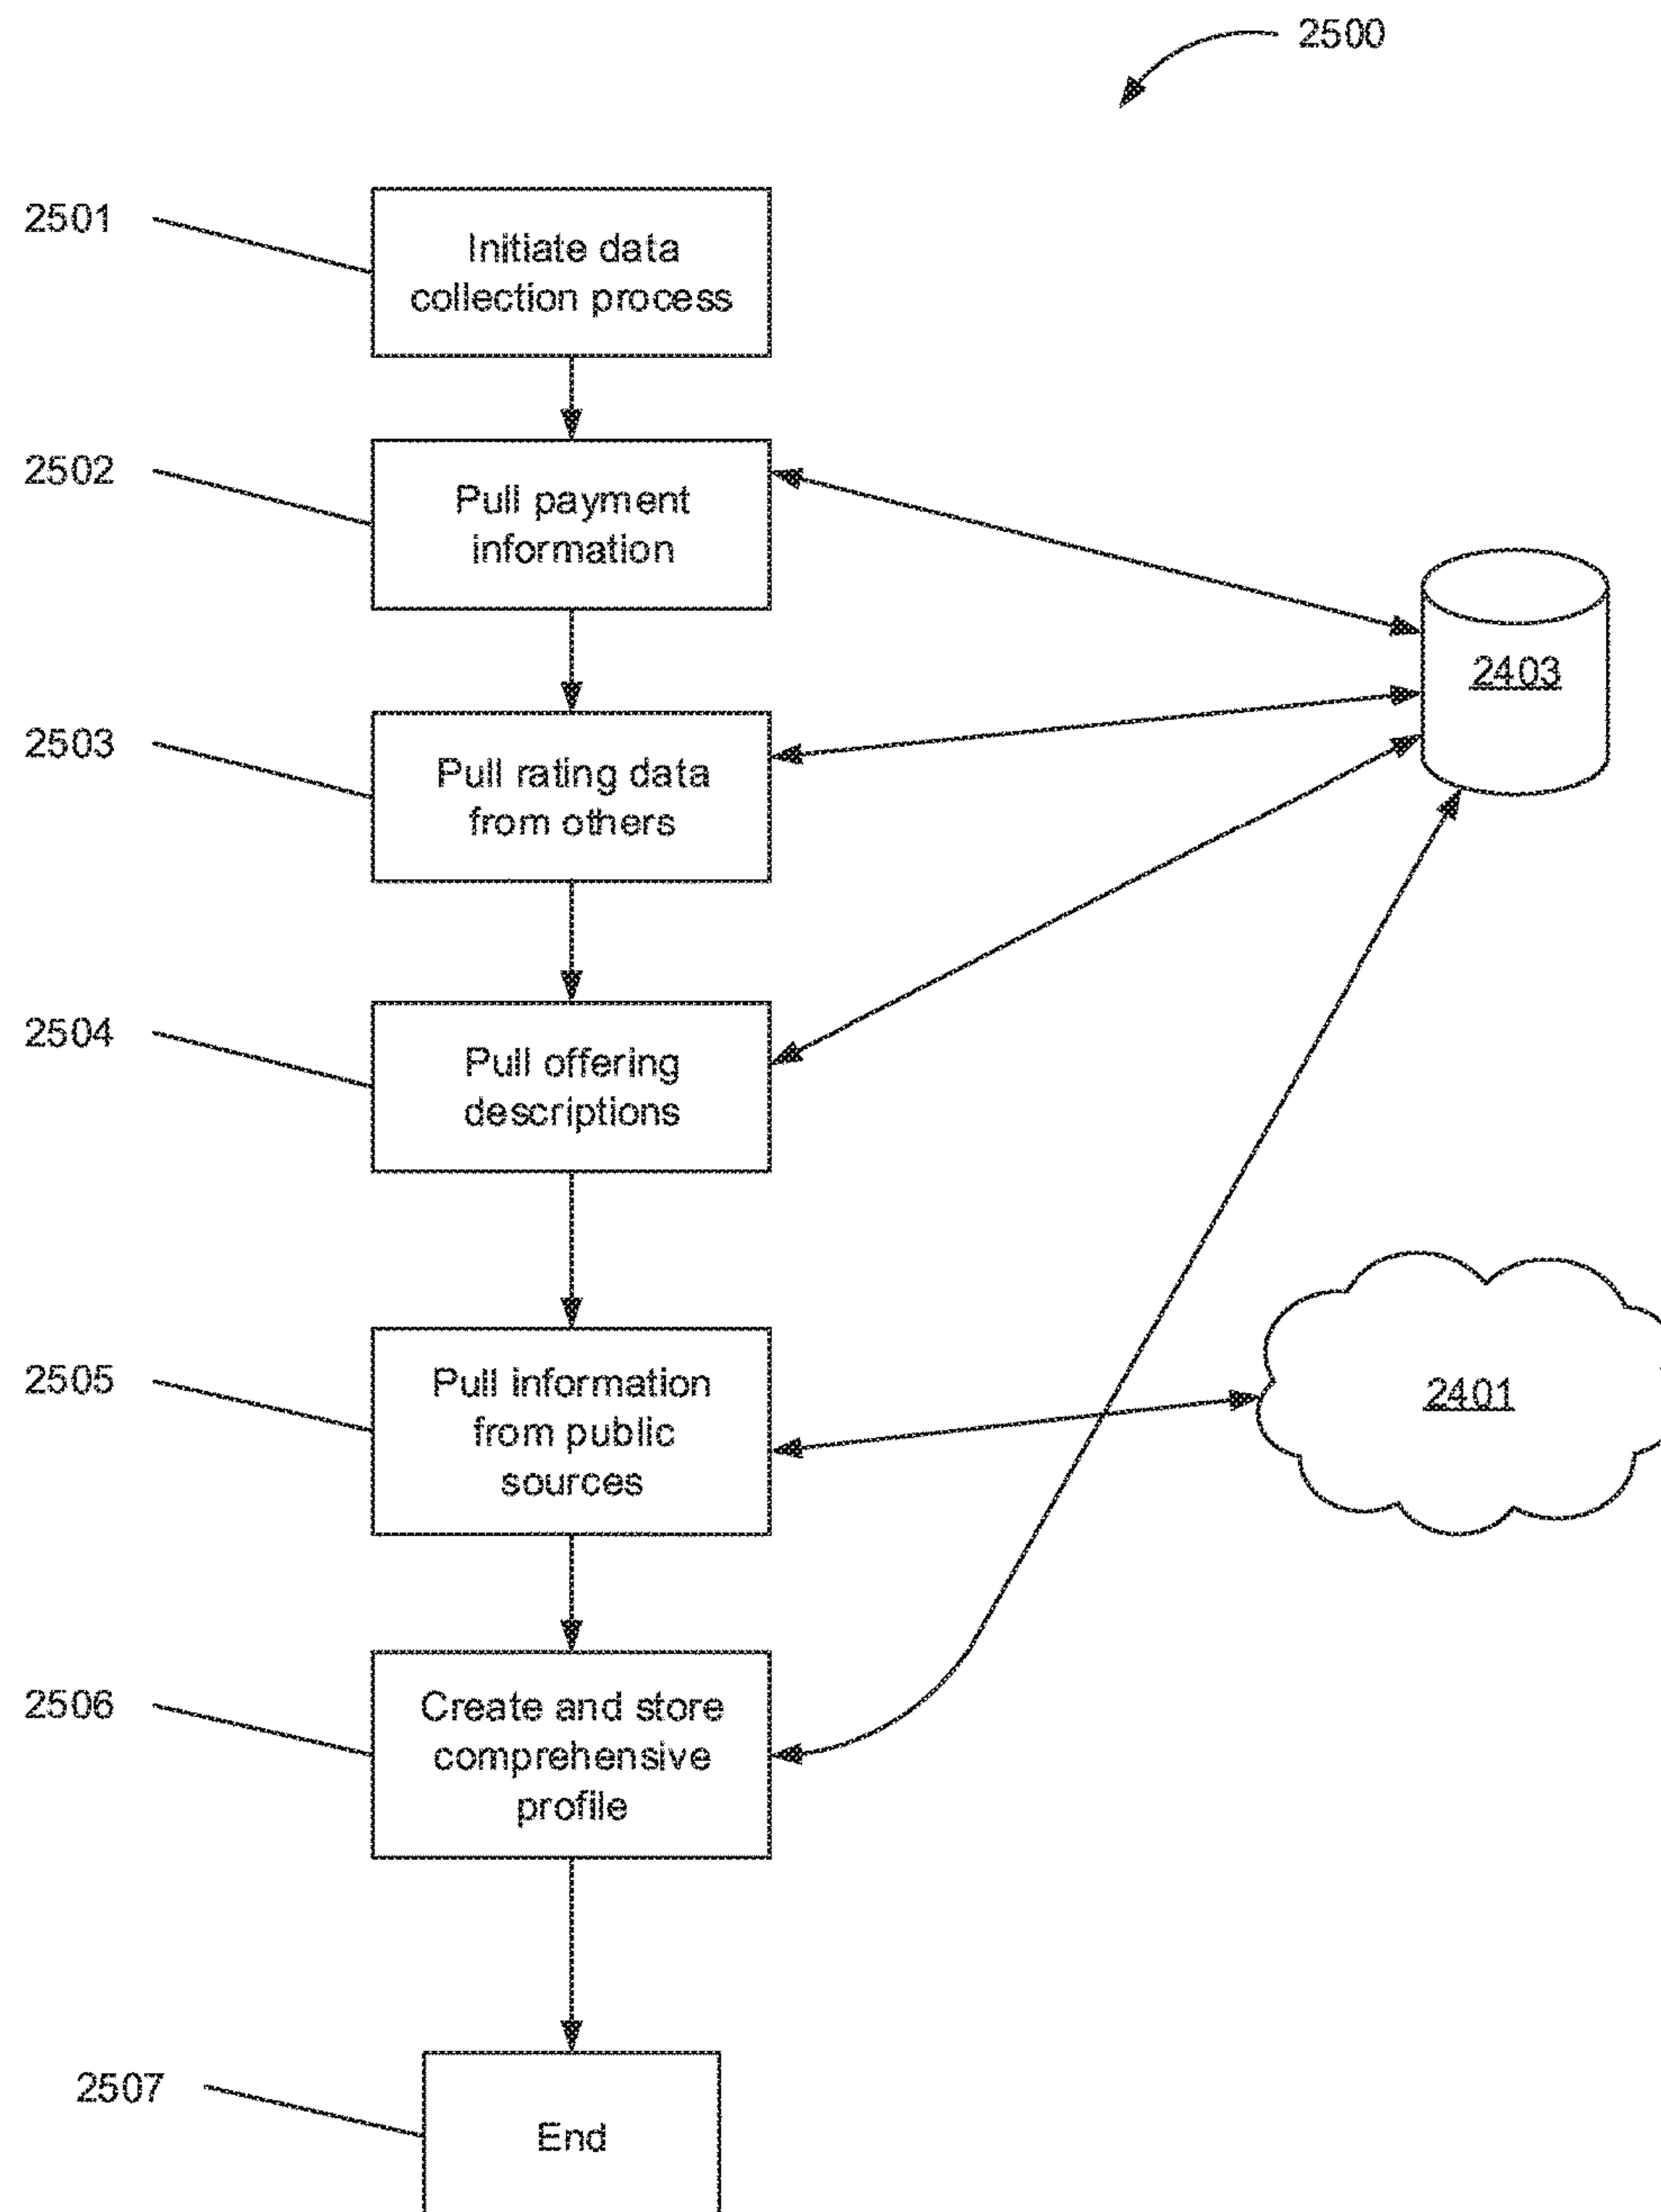 2500
2501
Initiate data
collection process
2502
Pull payment
information
2403
2503
Pull rating data
from others
2504
Pull offering
descriptions
2505
Pull information
from public
sources
2401
2506
Create and store
comprehensive
profile
2507
End